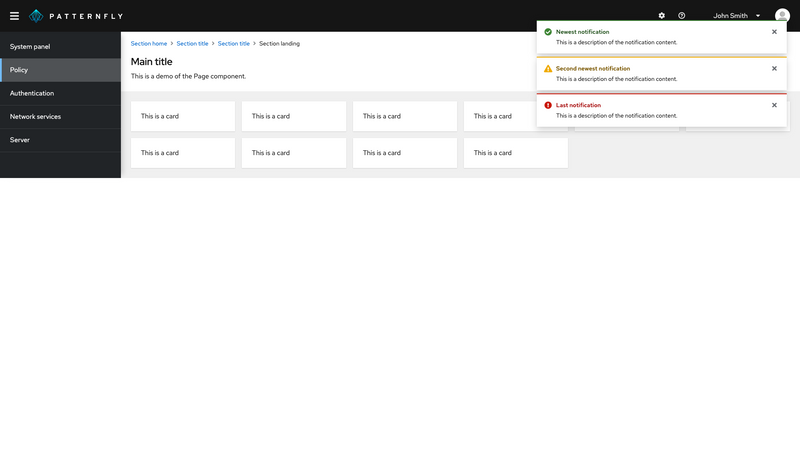 PATTERNFLY
John Smith
System panel
Policy
Authentication
Network services
Server
Section home > Section title > Section title > Section landing
Main title
This is a demo of the Page component.
This is a card This is a card This is a card This is a card
This is a card This is a card This is a card This is a card
Newest notification
This is a description of the notification content.
Second newest notification
This is a description of the notification content.
Last notification
This is a description of the notification content.